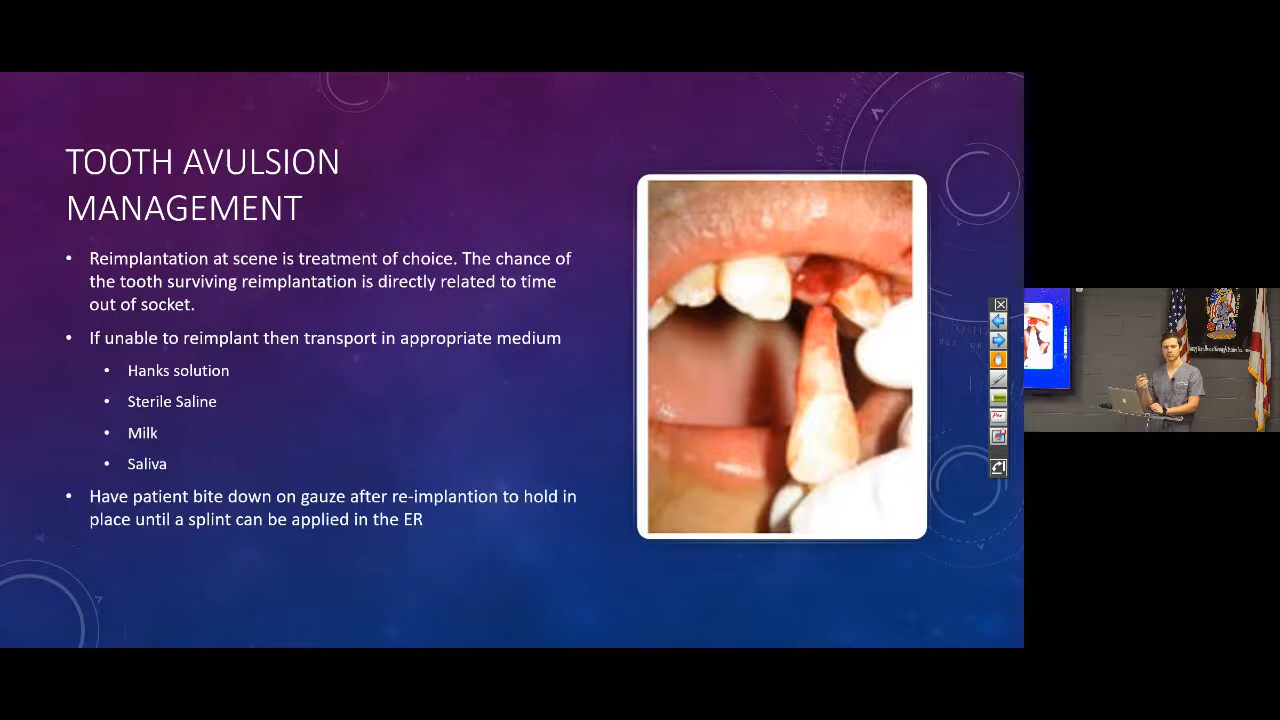 TOOTH AVULSION
MANAGEMENT
• Reimplantation at scene is treatment of choice. The chance of
the tooth surviving reimplantation is directly related to time
out of socket.
• If unable to reimplant then transport in appropriate medium
• Hanks solution
• Sterile Saline
• Milk
• Saliva
• Have patient bite down on gauze after re-implantion to hold in
place until a splint can be applied in the ER